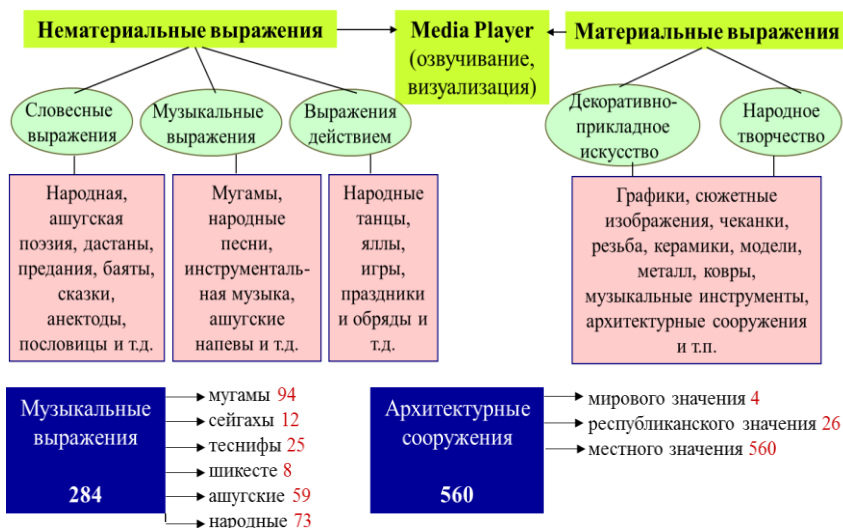 Нематериальные выражения
Media Player
(озвучивание,
визуализация)
Материальные выражения
Словесные
выражения
Музыкальные
выражения
Выражения
действием
Декоративно-
прикладное
искусство
Народное
творчество
Народная,
ашугская
поэзия, дастаны,
предания, баяты,
сказки,
анектоды,
пословицы и т.д.
Мугамы,
народные
песни,
инструменталь-
ная музыка,
ашугские
напевы и т.д.
Народные
танцы,
яллы,
игры,
праздники
и обряды и
т.д.
Графики, сюжетные
изображения, чеканки,
резьба, керамики, модели,
металл, ковры,
музыкальные инструменты,
архитектурные сооружения
и т.п.
Музыкальные
выражения
284
мугамы 94
сейгахы 12
теснифы 25
шикесте 8
ашугские 59
народные 73
Архитектурные
сооружения
560
мирового значения 4
республиканского значения 26
местного значения 560